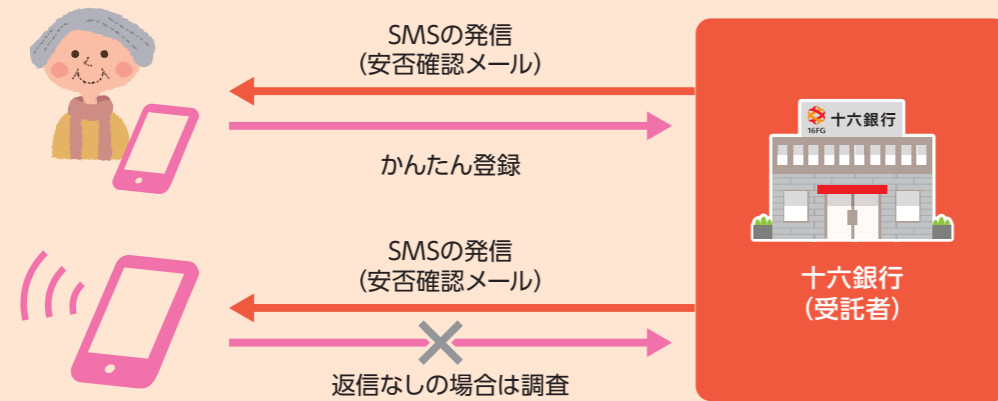 SMSの発信
(安否確認メール)
かんたん登録
SMSの発信
(安否確認メール)
返信なしの場合は調査
十六銀行
16FG
十六銀行
(受託者)